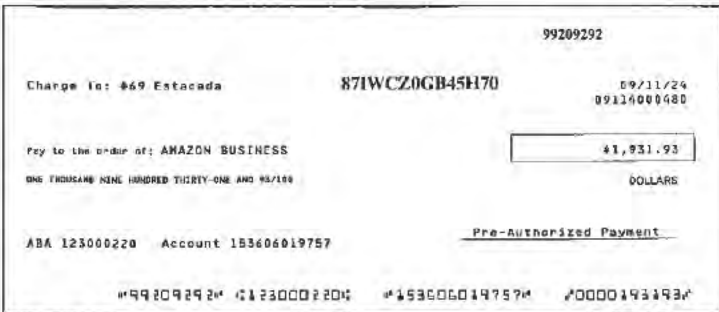 99209292
Charge To: #69 Estacada 871WCZ0GB45H70 09/11/24
09114000480
Pay to the order of: AMAZON BUSINESS $1,931.93
ONE THOUSAND NINE HUNDRED THIRTY-ONE AND 93/100 DOLLARS
Pre-Authorized Payment
ABA 123000220 Account 153606019757
⑈99209292⑈ ⑆123000220⑆ ⑈153606019757⑈ ⑇0000193193⑇